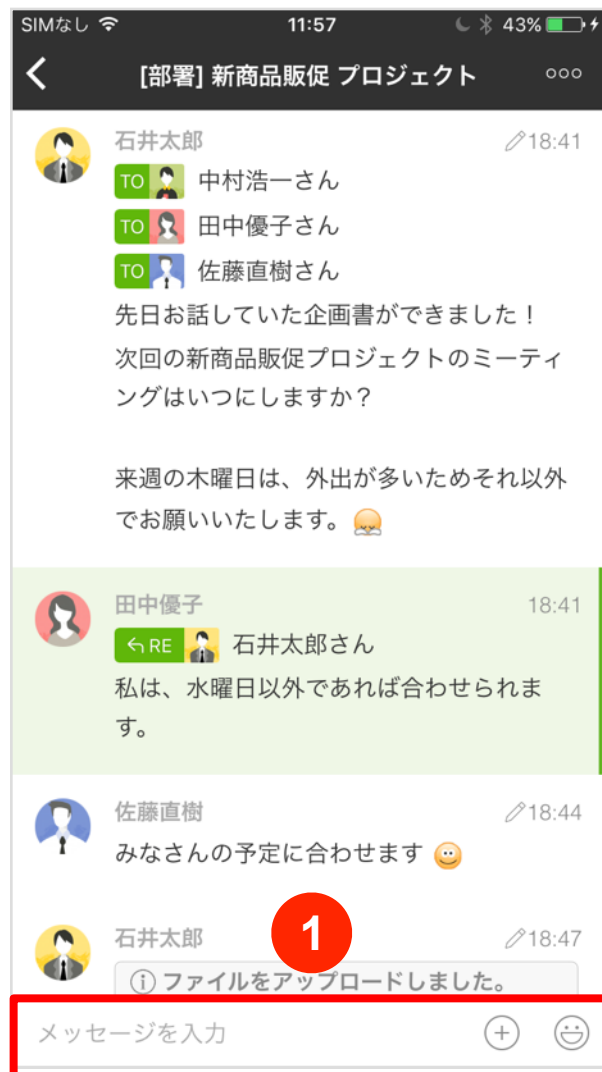 SIMなし 11:57 43%
[部署] 新商品販促 プロジェクト
石井太郎 18:41
TO 中村浩一さん
TO 田中優子さん
TO 佐藤直樹さん
先日お話していた企画書ができました！
次回の新商品販促プロジェクトのミーティ
ングはいつにしますか？
来週の木曜日は、外出が多いためそれ以外
でお願いいたします。
田中優子 18:41
RE 石井太郎さん
私は、水曜日以外であれば合わせられま
す。
佐藤直樹 18:44
みなさんの予定に合わせます
石井太郎 18:47
1
ファイルをアップロードしました。
メッセージを入力